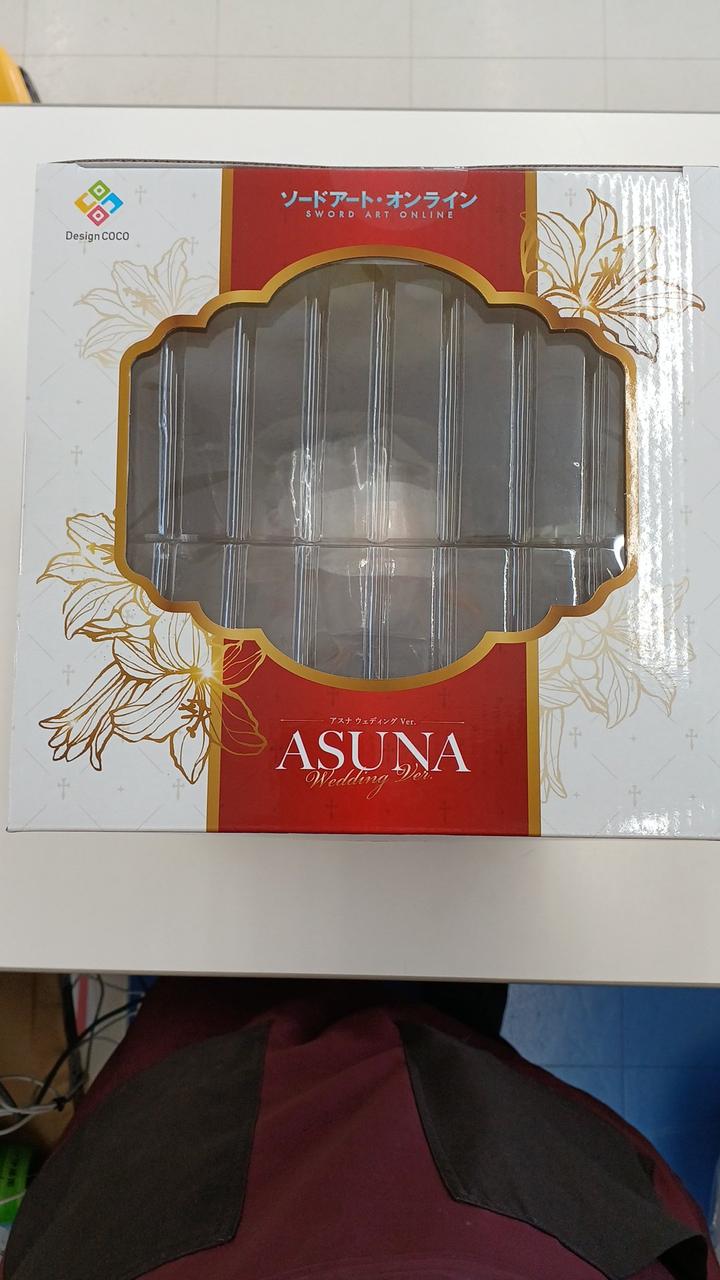 Design COCO
ソードアート・オンライン
SWORD ART ONLINE
アスナ ウェディング Ver.
ASUNA
Wedding Ver.